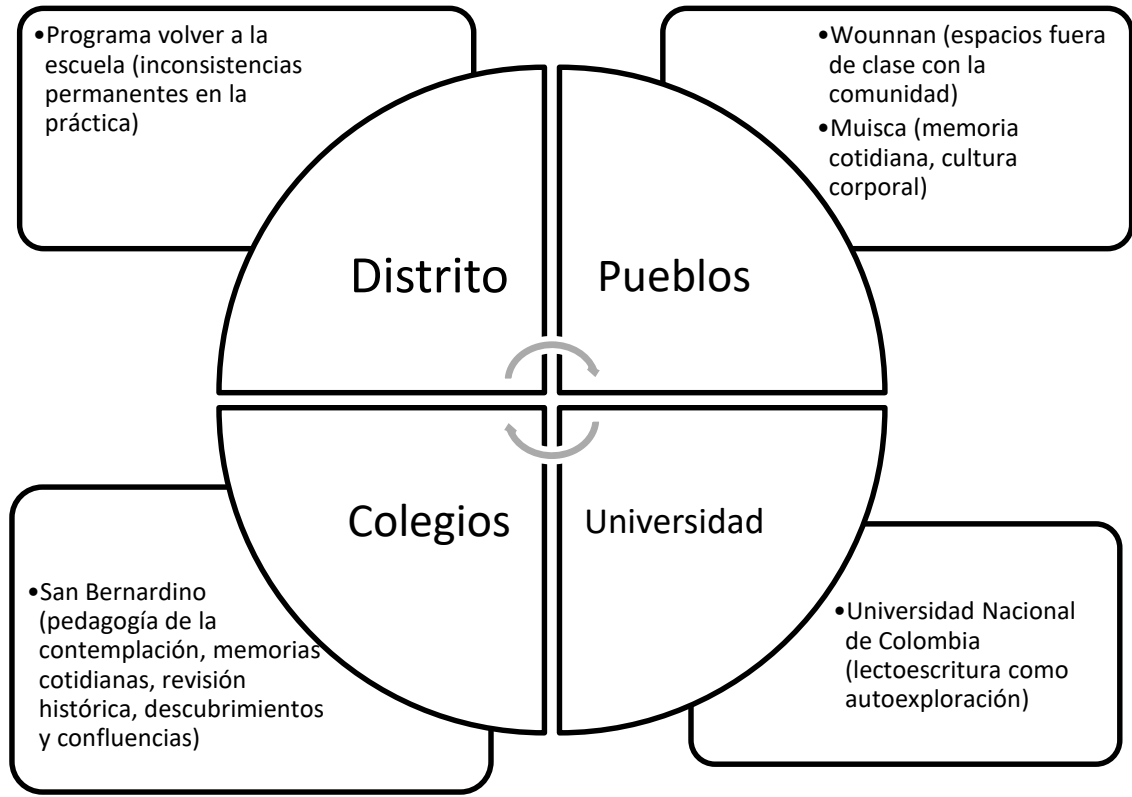 •Programa volver a la
escuela (inconsistencias
permanentes en la
práctica)
•Wounnan (espacios fuera
de clase con la
comunidad)
•Muisca (memoria
cotidiana, cultura
corporal)
Distrito
Pueblos
Colegios
Universidad
•San Bernardino
(pedagogía de la
contemplación, memorias
cotidianas, revisión
histórica, descubrimientos
y confluencias)
•Universidad Nacional
de Colombia
(lectoescritura como
autoexploración)